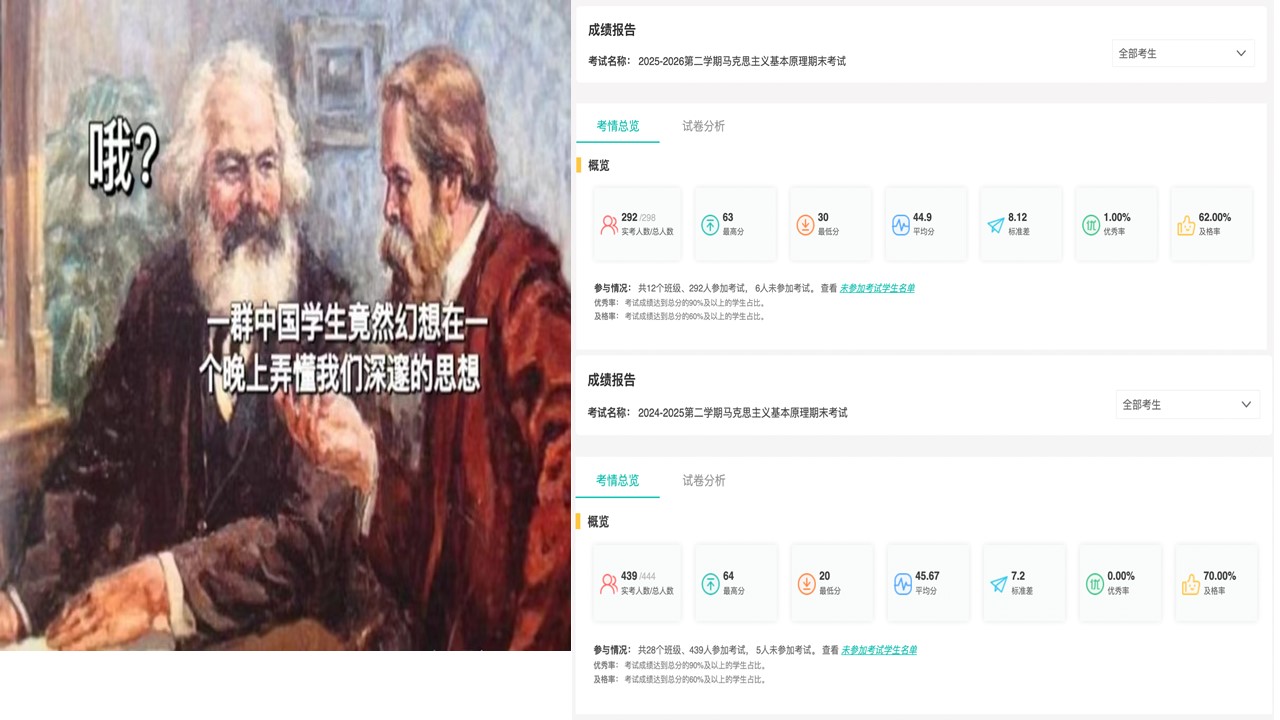 哦?
一群中国学生竟然幻想在一
个晚上弄懂我们深邃的思想
成绩报告
考试名称： 2025-2026第二学期马克思主义基本原理期末考试
全部考生
考情总览 试卷分析
概览
292 /298
实考人数/总人数
63
最高分
30
最低分
44.9
平均分
8.12
标准差
优
1.00%
优秀率
62.00%
及格率
参与情况： 共12个班级、292人参加考试， 6人未参加考试。 查看 未参加考试学生名单
优秀率： 考试成绩达到总分的90%及以上的学生占比。
及格率： 考试成绩达到总分的60%及以上的学生占比。
成绩报告
考试名称： 2024-2025第二学期马克思主义基本原理期末考试
全部考生
考情总览 试卷分析
概览
439 /444
实考人数/总人数
64
最高分
20
最低分
45.67
平均分
7.2
标准差
优
0.00%
优秀率
70.00%
及格率
参与情况： 共28个班级、439人参加考试， 5人未参加考试。 查看 未参加考试学生名单
优秀率： 考试成绩达到总分的90%及以上的学生占比。
及格率： 考试成绩达到总分的60%及以上的学生占比。